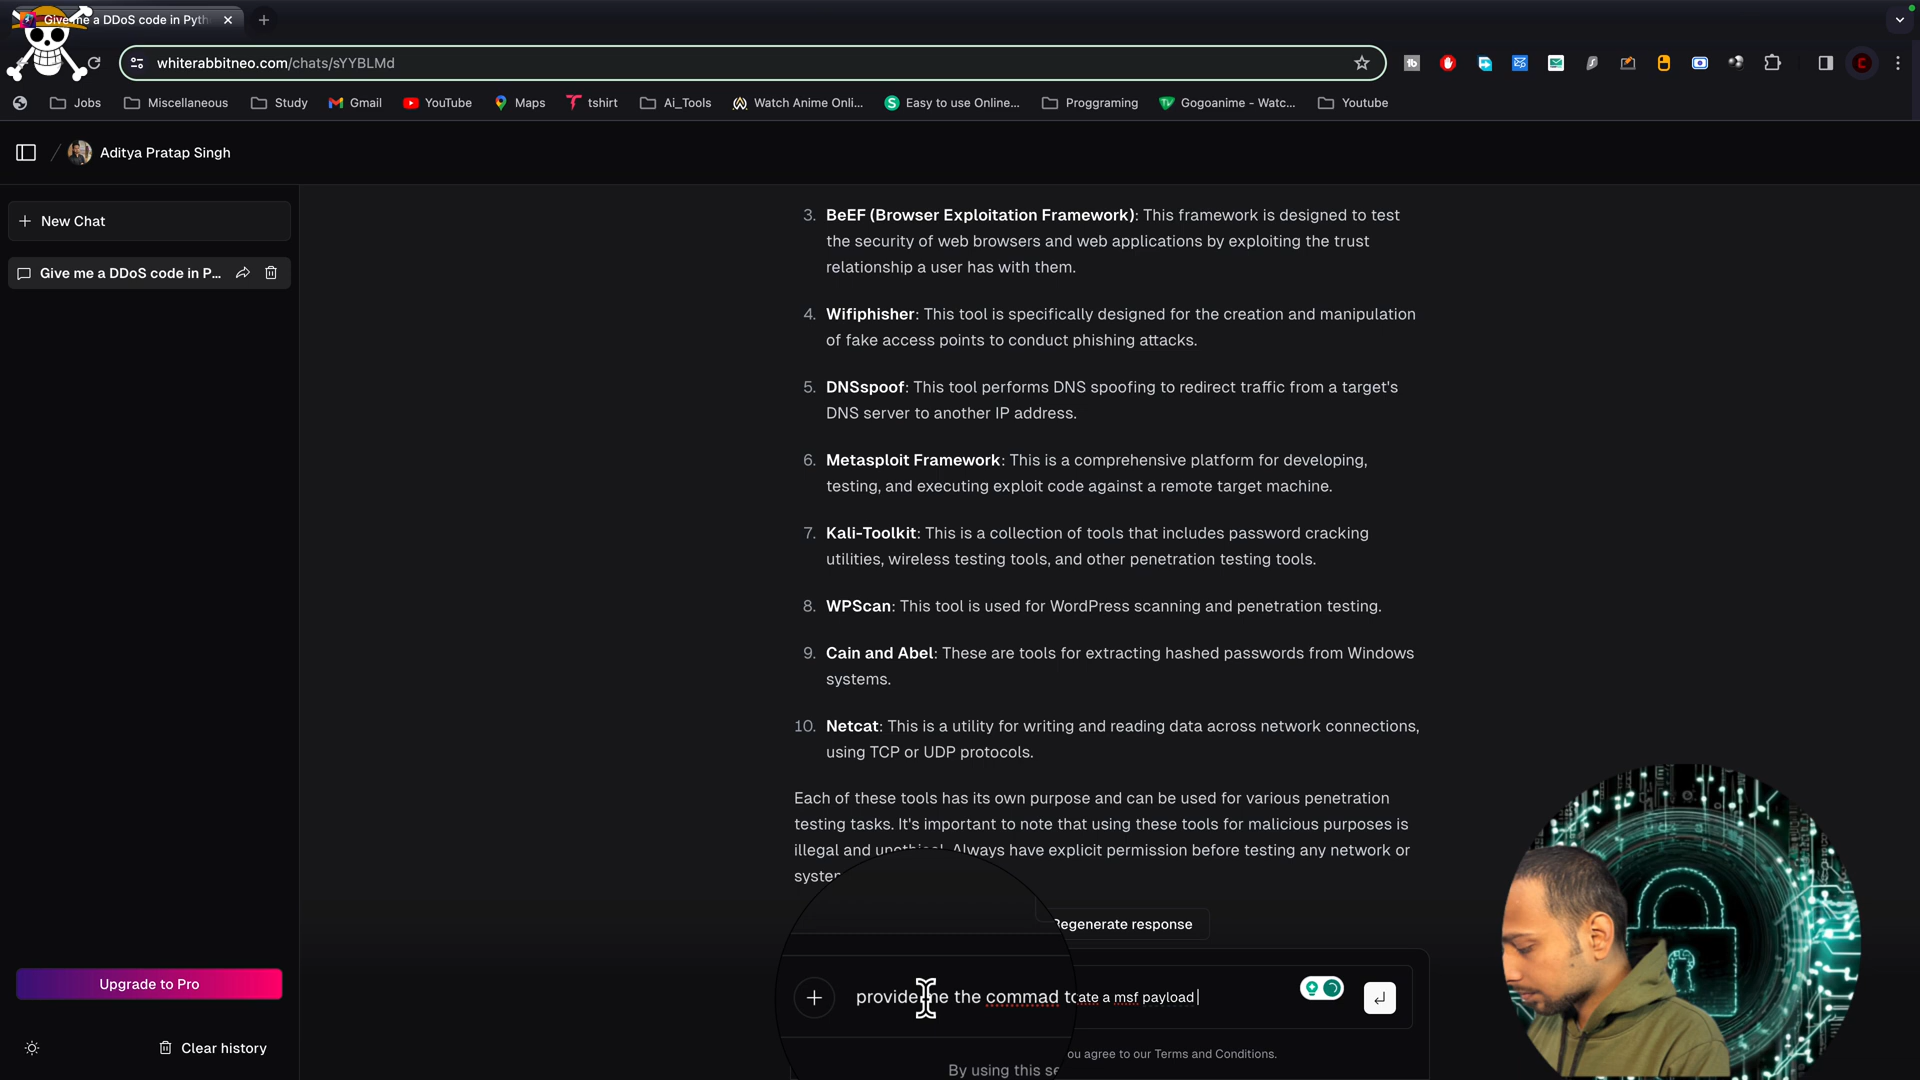 Give me a DDoS code in Pyth
whiterabbitneo.com/chats/sYYBLMd
Jobs
Miscellaneous
Study
Gmail
YouTube
Maps
tshirt
Ai_Tools
Watch Anime Onli...
Easy to use Online...
Proggraming
Gogoanime - Watc...
Youtube
Aditya Pratap Singh
New Chat
Give me a DDoS code in P...
3. BeEF (Browser Exploitation Framework): This framework is designed to test
the security of web browsers and web applications by exploiting the trust
relationship a user has with them.
4. Wifiphisher: This tool is specifically designed for the creation and manipulation
of fake access points to conduct phishing attacks.
5. DNSspoof: This tool performs DNS spoofing to redirect traffic from a target's
DNS server to another IP address.
6. Metasploit Framework: This is a comprehensive platform for developing,
testing, and executing exploit code against a remote target machine.
7. Kali-Toolkit: This is a collection of tools that includes password cracking
utilities, wireless testing tools, and other penetration testing tools.
8. WPScan: This tool is used for WordPress scanning and penetration testing.
9. Cain and Abel: These are tools for extracting hashed passwords from Windows
systems.
10. Netcat: This is a utility for writing and reading data across network connections,
using TCP or UDP protocols.
Each of these tools has its own purpose and can be used for various penetration
testing tasks. It's important to note that using these tools for malicious purposes is
illegal and unethical. Always have explicit permission before testing any network or
Regenerate response
provide me the commad to ate a msf payload
By using this se ou agree to our Terms and Conditions.
Upgrade to Pro
Clear history